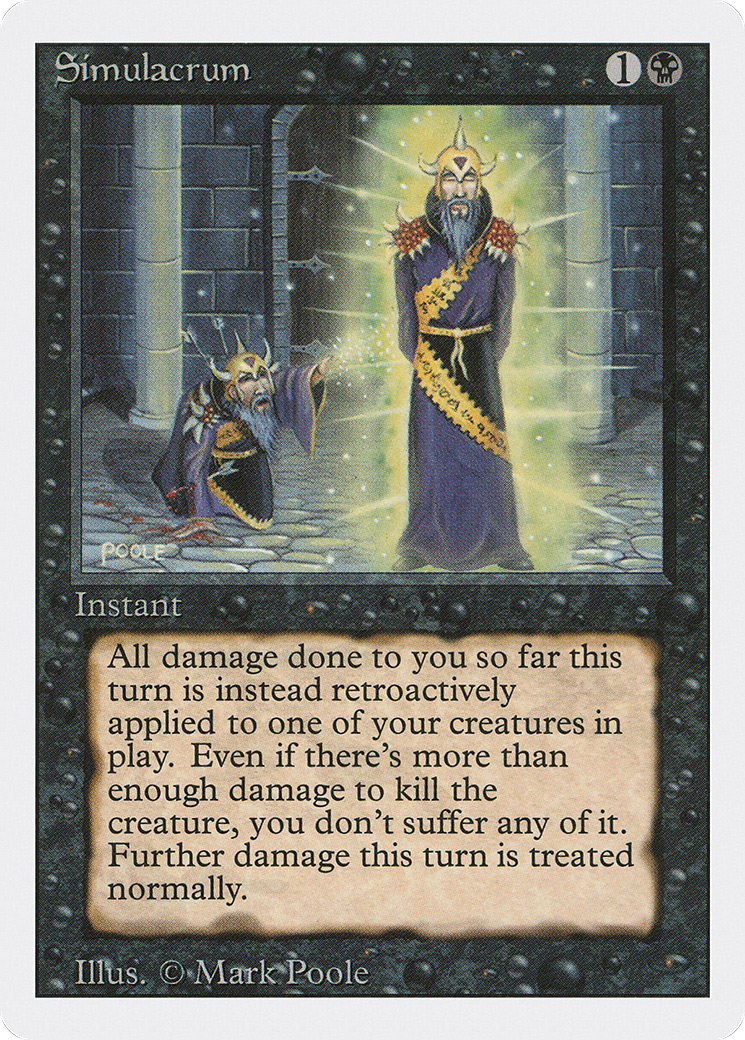 Simulacrum 1
POOLE
Instant
All damage done to you so far this
turn is instead retroactively
applied to one of your creatures in
play. Even if there's more than
enough damage to kill the
creature, you don't suffer any of it.
Further damage this turn is treated
normally.
Illus. © Mark Poole